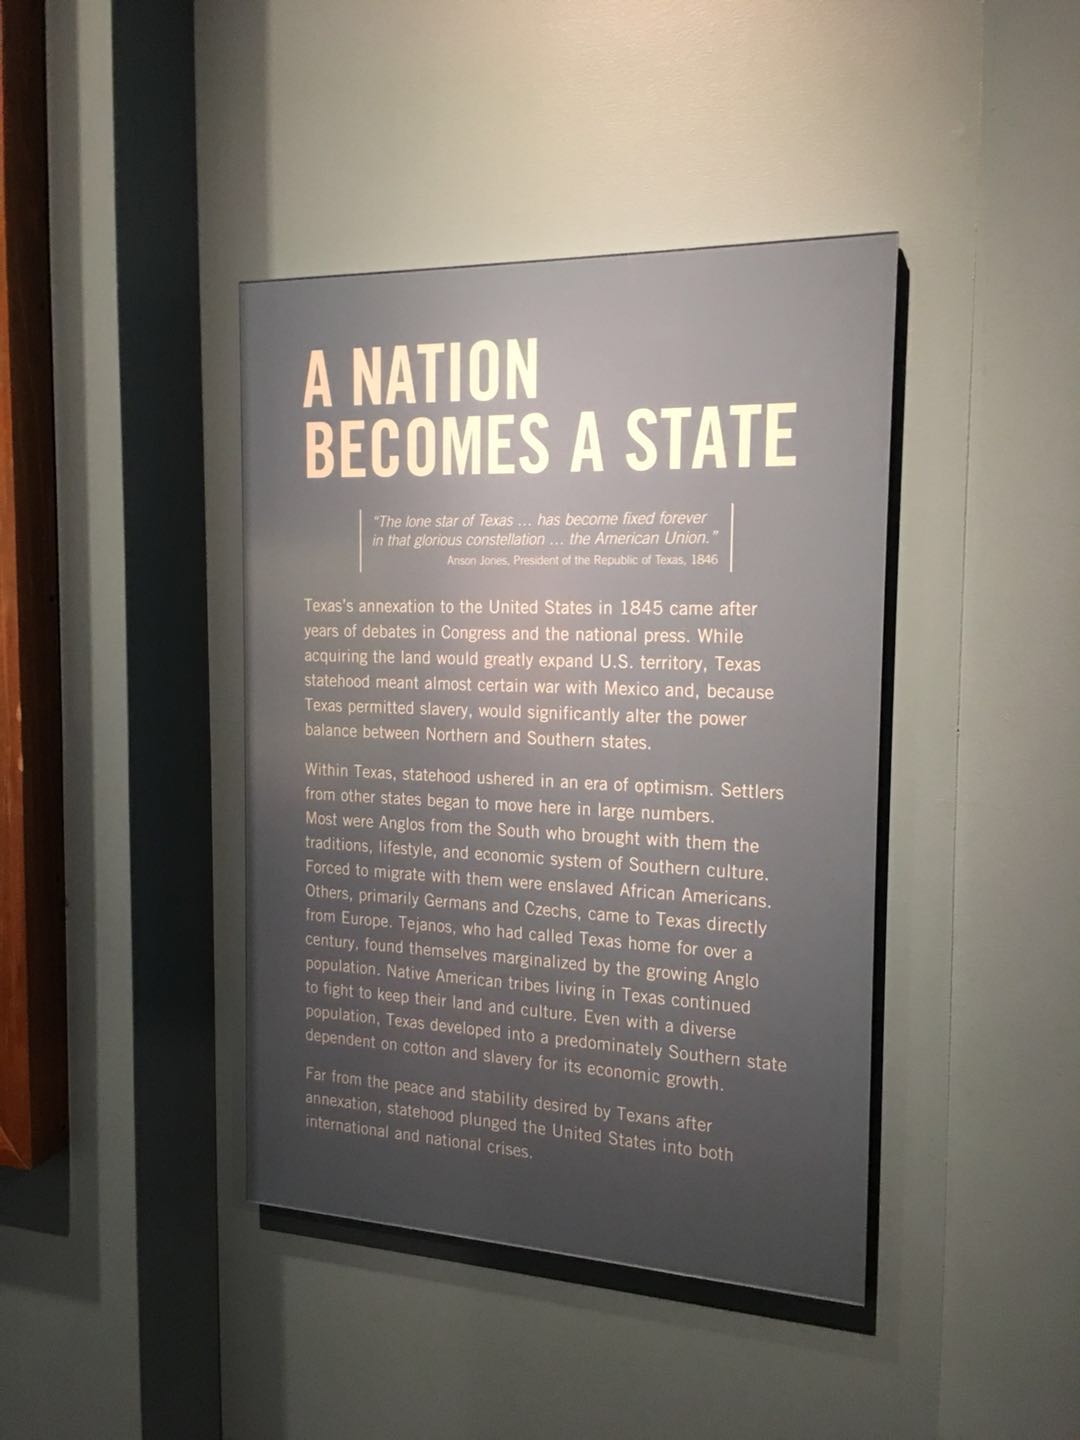 A NATION
BECOMES A STATE
"The lone star of Texas ... has become fixed forever
in that glorious constellation ... the American Union."
Anson Jones, President of the Republic of Texas, 1846
Texas's annexation to the United States in 1845 came after
years of debates in Congress and the national press. While
acquiring the land would greatly expand U.S. territory, Texas
statehood meant almost certain war with Mexico and, because
Texas permitted slavery, would significantly alter the power
balance between Northern and Southern states.
Within Texas, statehood ushered in an era of optimism. Settlers
from other states began to move here in large numbers.
Most were Anglos from the South who brought with them the
traditions, lifestyle, and economic system of Southern culture.
Forced to migrate with them were enslaved African Americans.
Others, primarily Germans and Czechs, came to Texas directly
from Europe. Tejanos, who had called Texas home for over a
century, found themselves marginalized by the growing Anglo
population. Native American tribes living in Texas continued
to fight to keep their land and culture. Even with a diverse
population, Texas developed into a predominately Southern state
dependent on cotton and slavery for its economic growth.
Far from the peace and stability desired by Texans after
annexation, statehood plunged the United States into both
international and national crises.